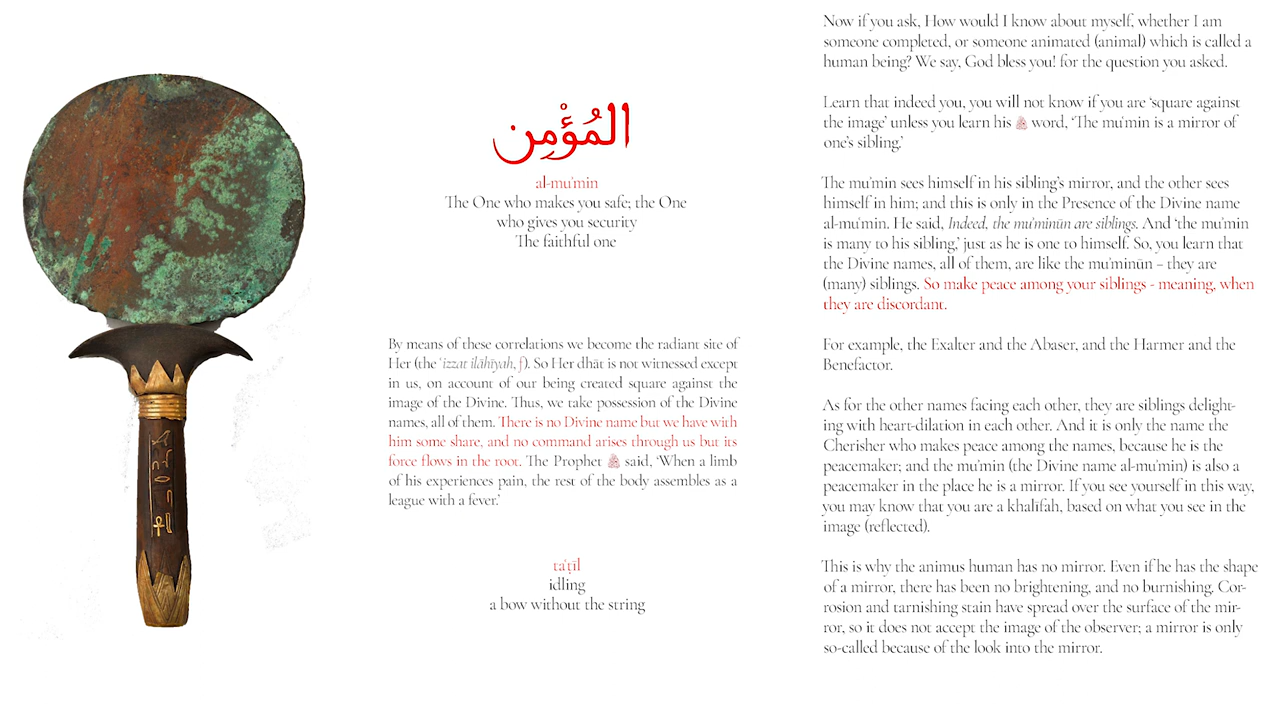 المُؤْمِن
al-mu'min
The One who makes you safe; the One
who gives you security
The faithful one
By means of these correlations we become the radiant site of
Her (the 'izzat ilāhīyah, f). So Her dhāt is not witnessed except
in us, on account of our being created square against the
image of the Divine. Thus, we take possession of the Divine
names, all of them. There is no Divine name but we have with
him some share, and no command arises through us but its
force flows in the root. The Prophet ﷺ said, 'When a limb
of his experiences pain, the rest of the body assembles as a
league with a fever.'
ta'ṭīl
idling
a bow without the string
Now if you ask, How would I know about myself, whether I am
someone completed, or someone animated (animal) which is called a
human being? We say, God bless you! for the question you asked.
Learn that indeed you, you will not know if you are 'square against
the image' unless you learn his ﷺ word, 'The mu'min is a mirror of
one's sibling.'
The mu'min sees himself in his sibling's mirror, and the other sees
himself in him; and this is only in the Presence of the Divine name
al-mu'min. He said, Indeed, the mu'minūn are siblings. And 'the mu'min
is many to his sibling,' just as he is one to himself. So, you learn that
the Divine names, all of them, are like the mu'minūn – they are
(many) siblings. So make peace among your siblings - meaning, when
they are discordant.
For example, the Exalter and the Abaser, and the Harmer and the
Benefactor.
As for the other names facing each other, they are siblings delight-
ing with heart-dilation in each other. And it is only the name the
Cherisher who makes peace among the names, because he is the
peacemaker; and the mu'min (the Divine name al-mu'min) is also a
peacemaker in the place he is a mirror. If you see yourself in this way,
you may know that you are a khalīfah, based on what you see in the
image (reflected).
This is why the animus human has no mirror. Even if he has the shape
of a mirror, there has been no brightening, and no burnishing. Cor-
rosion and tarnishing stain have spread over the surface of the mir-
ror, so it does not accept the image of the observer; a mirror is only
so-called because of the look into the mirror.